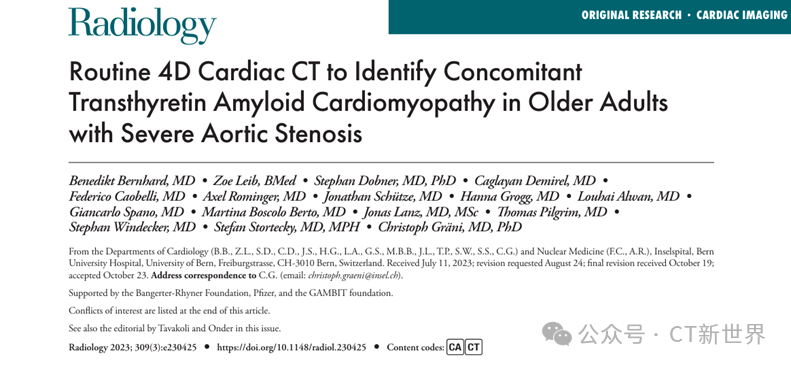 Radiology
ORIGINAL RESEARCH · CARDIAC IMAGING
Routine 4D Cardiac CT to Identify Concomitant
Transthyretin Amyloid Cardiomyopathy in Older Adults
with Severe Aortic Stenosis
Benedikt Bernhard, MD • Zoe Leib, BMed • Stephan Dobner, MD, PhD • Caglayan Demirel, MD •
Federico Caobelli, MD • Axel Rominger, MD • Jonathan Schütze, MD • Hanna Grogg, MD • Louhai Alwan, MD •
Giancarlo Spano, MD • Martina Boscolo Berto, MD • Jonas Lanz, MD, MSc • Thomas Pilgrim, MD •
Stephan Windecker, MD • Stefan Stortecky, MD, MPH • Christoph Gräni, MD, PhD
From the Departments of Cardiology (B.B., Z.L., S.D., C.D., J.S., H.G., L.A., G.S., M.B.B., J.L., T.P., S.W., S.S., C.G.) and Nuclear Medicine (F.C., A.R.), Inselspital, Bern
University Hospital, University of Bern, Freiburgstrasse, CH-3010 Bern, Switzerland. Received July 11, 2023; revision requested August 24; final revision received October 19;
accepted October 23. Address correspondence to C.G. (email: christoph.graeni@insel.ch).
Supported by the Bangerter-Rhyner Foundation, Pfizer, and the GAMBIT foundation.
Conflicts of interest are listed at the end of this article.
See also the editorial by Tavakoli and Onder in this issue.
Radiology 2023; 309(3):e230425 • https://doi.org/10.1148/radiol.230425 • Content codes: CA CT
公众号 · CT新世界